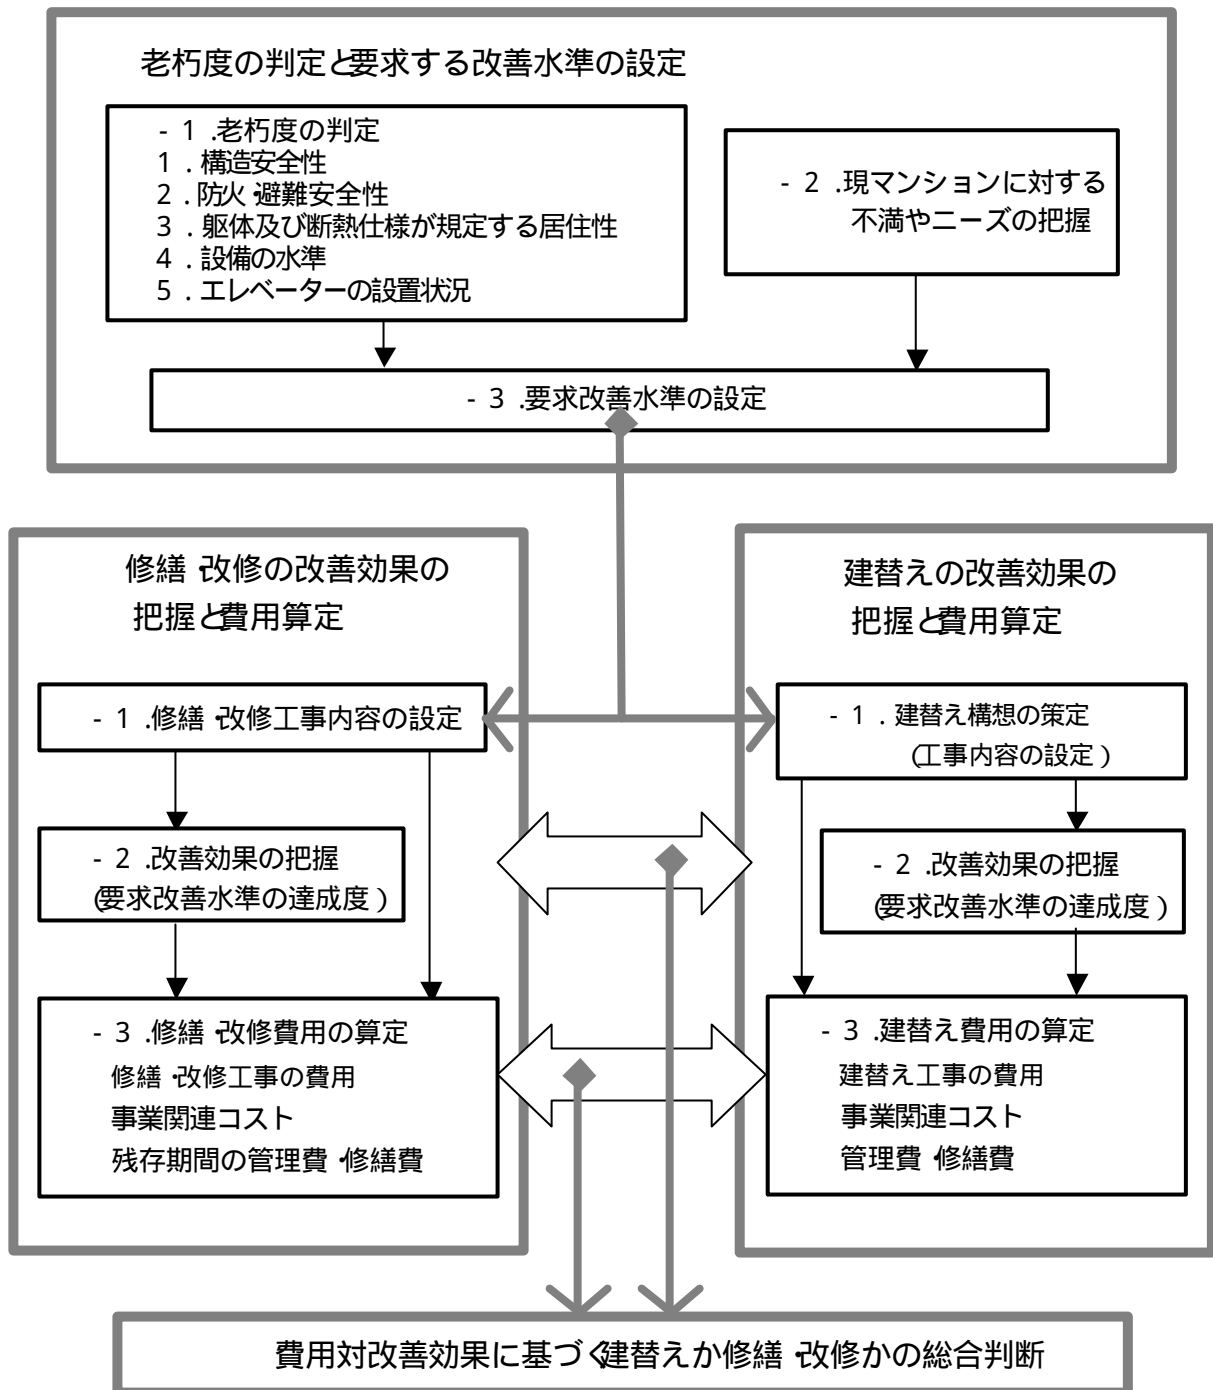 老朽度の判定と要求する改善水準の設定
- 1 .老朽度の判定
1 . 構造安全性
2 . 防火・避難安全性
3 . 躯体及び断熱仕様が規定する居住性
4 . 設備の水準
5 . エレベーターの設置状況
- 2 .現マンションに対する
不満やニーズの把握
- 3 .要求改善水準の設定
修繕・改修の改善効果の
把握と費用算定
- 1 .修繕・改修工事内容の設定
- 2 .改善効果の把握
(要求改善水準の達成度)
- 3 .修繕・改修費用の算定
修繕・改修工事の費用
事業関連コスト
残存期間の管理費・修繕費
建替えの改善効果の
把握と費用算定
- 1 . 建替え構想の策定
(工事内容の設定)
- 2 .改善効果の把握
(要求改善水準の達成度)
- 3 .建替え費用の算定
建替え工事の費用
事業関連コスト
管理費・修繕費
費用対改善効果に基づく建替えか修繕・改修かの総合判断